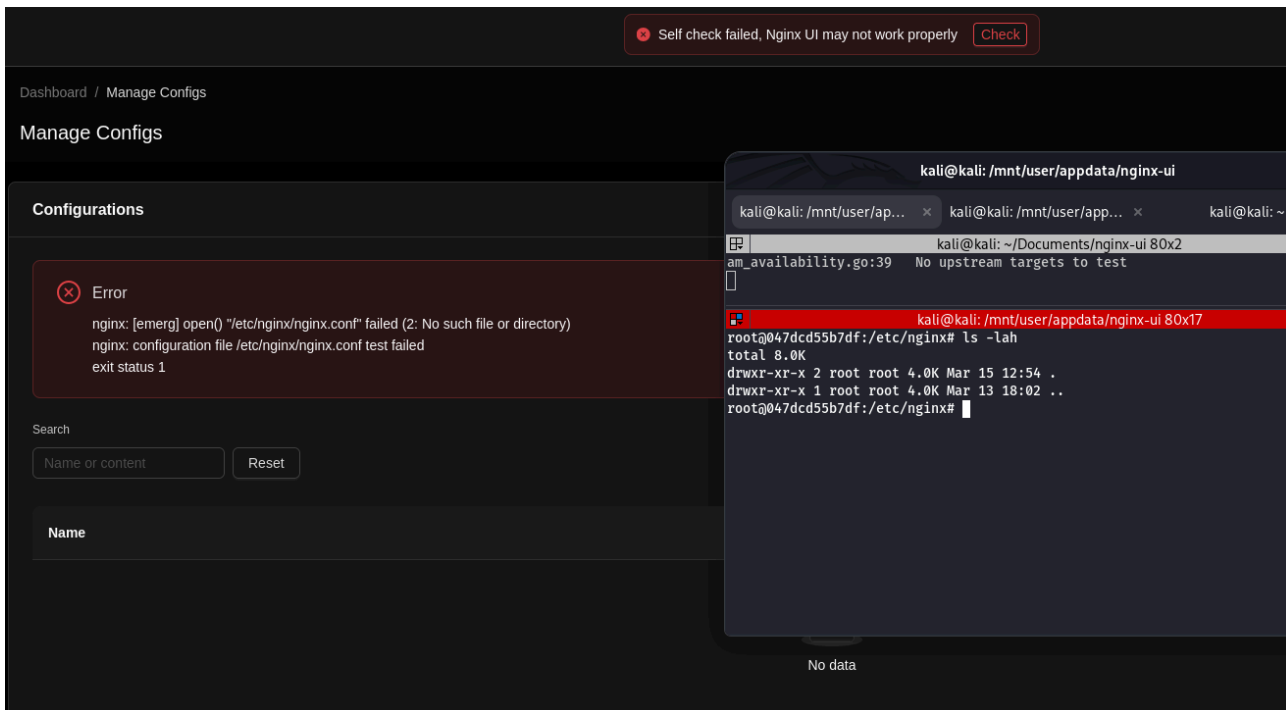 Self check failed, Nginx UI may not work properly Check
Dashboard / Manage Configs
Manage Configs
Configurations
Error
nginx: [emerg] open() "/etc/nginx/nginx.conf" failed (2: No such file or directory)
nginx: configuration file /etc/nginx/nginx.conf test failed
exit status 1
Search
Name or content Reset
Name
No data
kali@kali: /mnt/user/appdata/nginx-ui
kali@kali: /mnt/user/ap... × kali@kali: /mnt/user/app... × kali@kali: ~
kali@kali: ~/Documents/nginx-ui 80x2
am_availability.go:39 No upstream targets to test
kali@kali: /mnt/user/appdata/nginx-ui 80x17
root@047dcd55b7df:/etc/nginx# ls -lah
total 8.0K
drwxr-xr-x 2 root root 4.0K Mar 15 12:54 .
drwxr-xr-x 1 root root 4.0K Mar 13 18:02 ..
root@047dcd55b7df:/etc/nginx#